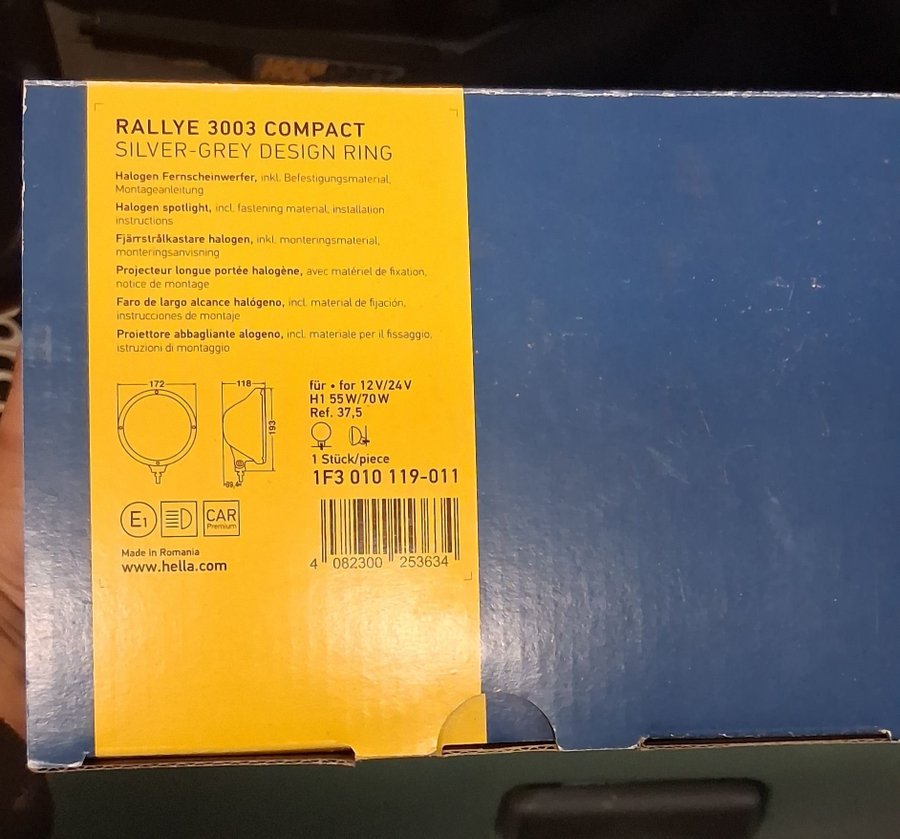 RALLYE 3003 COMPACT
SILVER-GREY DESIGN RING
Halogen Fernscheinwerfer, inkl. Befestigungsmaterial,
Montageanleitung
Halogen spotlight, incl. fastening material, installation
instructions
Fjärrstrålkastare halogen, inkl. monteringsmaterial,
monteringsanvisning
Projecteur longue portée halogène, avec matériel de fixation,
notice de montage
Faro de largo alcance halógeno, incl. material de fijación,
instrucciones de montaje
Proiettore abbagliante alogeno, incl. materiale per il fissaggio,
istruzioni di montaggio
172
118
193
89,4
für • for 12V/24V
H1 55W/70W
Ref. 37,5
1 Stück/piece
1F3 010 119-011
E1
CAR
Premium
Made in Romania
www.hella.com
4 082300 253634